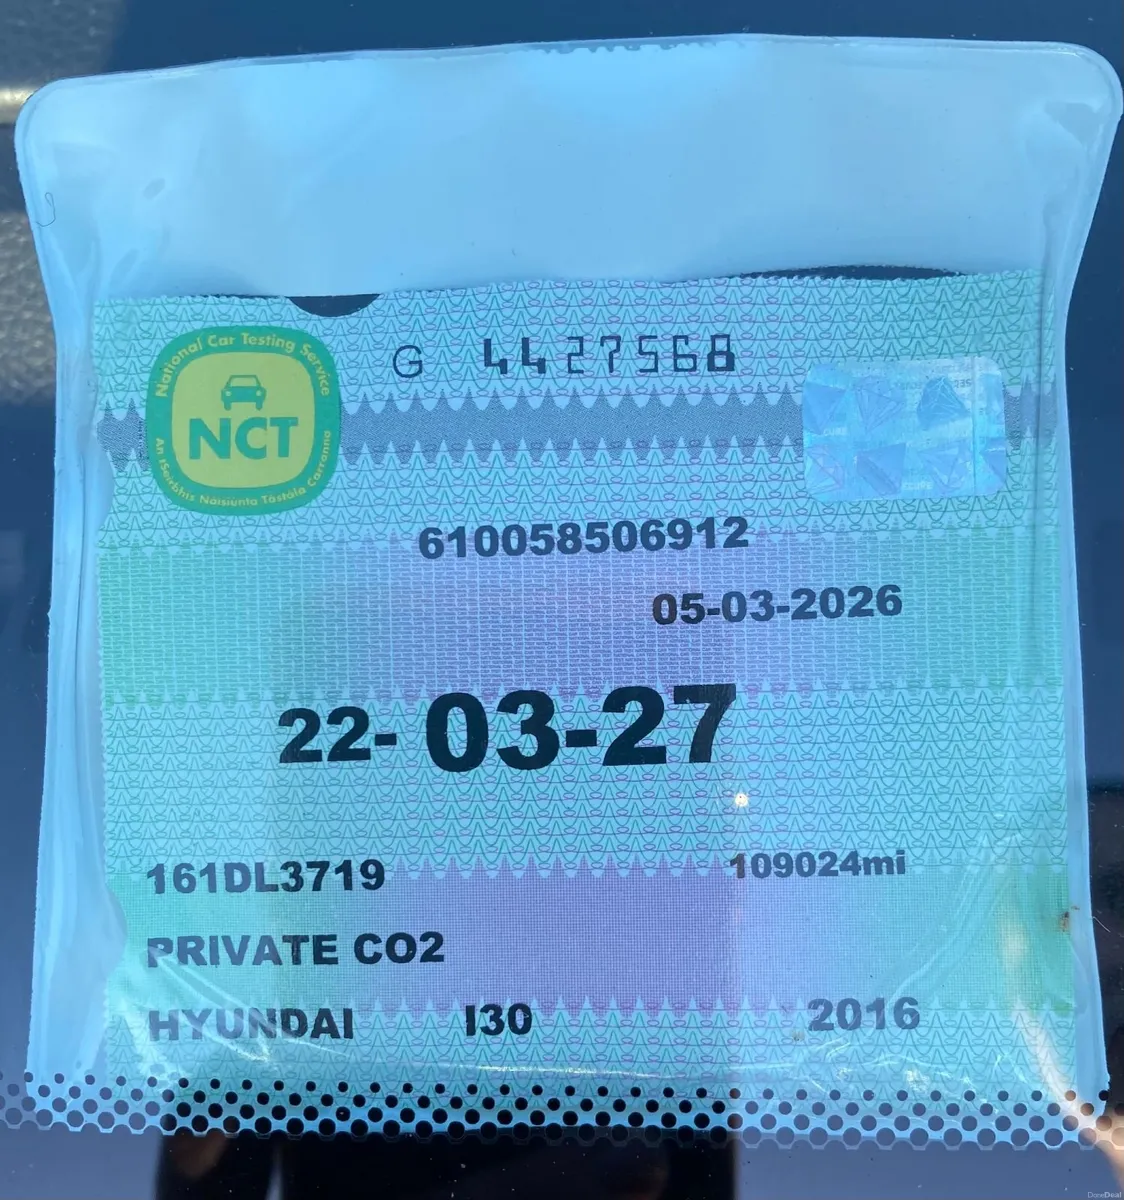 National Car Testing Service
NCT
An tSeirbhís Náisiúnta Tástála Carranna
G 4427568
610058506912
05-03-2026
22-03-27
161DL3719 109024mi
PRIVATE CO2
HYUNDAI I30 2016
DoneDeal